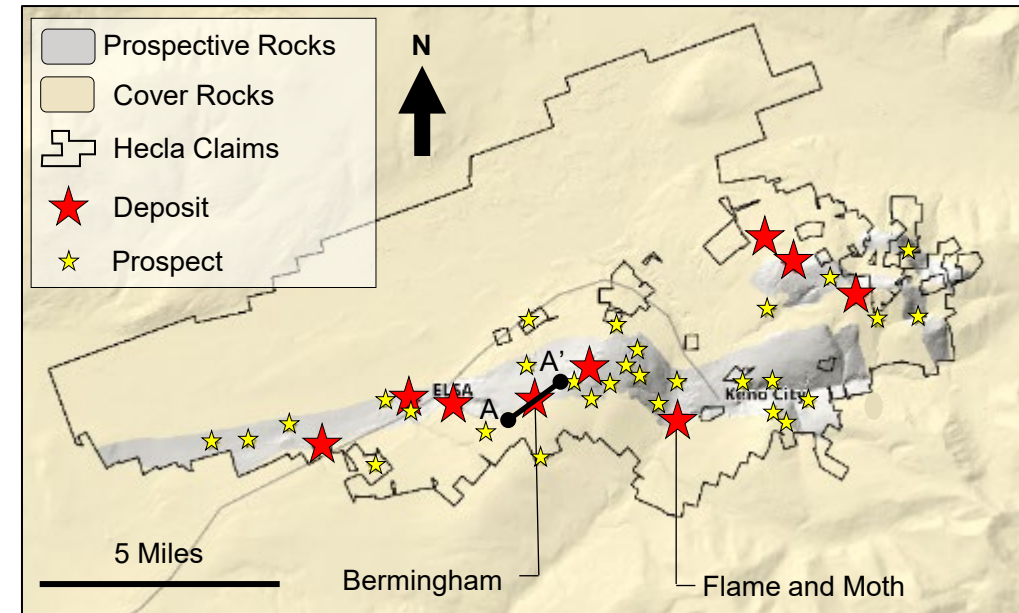 Prospective Rocks
Cover Rocks
Hecla Claims
Deposit
Prospect
N
A'
ELSA
A
Keno City
5 Miles
Bermingham
Flame and Moth